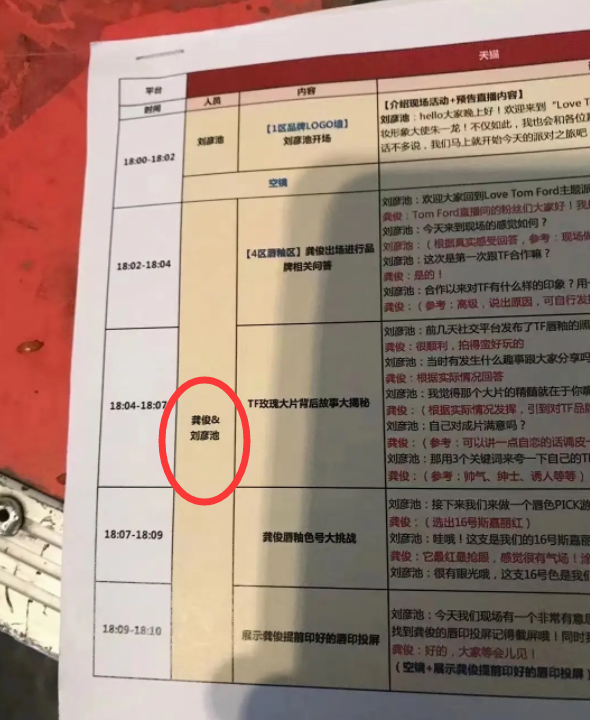 天猫
平台
时间
人员
内容
18:00-18:02
刘彦池
【1区品牌LOGO墙】
刘彦池开场
【介绍现场活动+预告直播内容】
刘彦池：hello大家晚上好！欢迎来到“Love T
妆形象大使朱一龙！不仅如此，我也会和各位
话不多说，我们马上就开始今天的派对之旅吧
空镜
18:02-18:04
【4区唇釉区】龚俊出场进行品
牌相关问答
刘彦池：欢迎大家回到Love Tom Ford主题派
龚俊：Tom Ford直播间的粉丝们大家好！我
刘彦池：今天来到现场的感觉如何？
刘彦池：（根据真实感受回答，参考：现场
刘彦池：这次是第一次跟TF合作嘛？
龚俊：是的！
刘彦池：合作以来对TF有什么样的印象？用
龚俊：（参考：高级，说出原因，可自行发
18:04-18:07
龚俊&
刘彦池
TF玫瑰大片背后故事大揭秘
刘彦池：前几天社交平台发布了TF唇釉的
龚俊：很顺利，拍得蛮好玩的
刘彦池：当时有发生什么趣事跟大家分享吗
龚俊：根据实际情况回答
刘彦池：我觉得那个大片的精髓就在于你
龚俊：（根据实际情况发挥，引到对TF品
刘彦池：自己对成片满意吗？
龚俊：（参考：可以讲一点自恋的话调皮一
刘彦池：那用3个关键词来夸一下自己的T
龚俊：（参考：帅气、绅士、诱人等等）
18:07-18:09
龚俊唇釉色号大挑战
刘彦池：接下来我们来做一个唇色PICK游
龚俊：（选出16号斯嘉丽红）
刘彦池：哇哦！这支是我们的16号斯嘉丽
龚俊：它最红最抢眼，感觉很有气场！涂
刘彦池：很有眼光哦，这支16号色是我们
18:09-18:10
展示龚俊提前印好的唇印投屏
刘彦池：今天我们现场有一个非常有意
找到龚俊的唇印投屏记得截屏哦！同时
龚俊：好的，大家等会儿见！
（空镜+展示龚俊提前印好的唇印投屏）